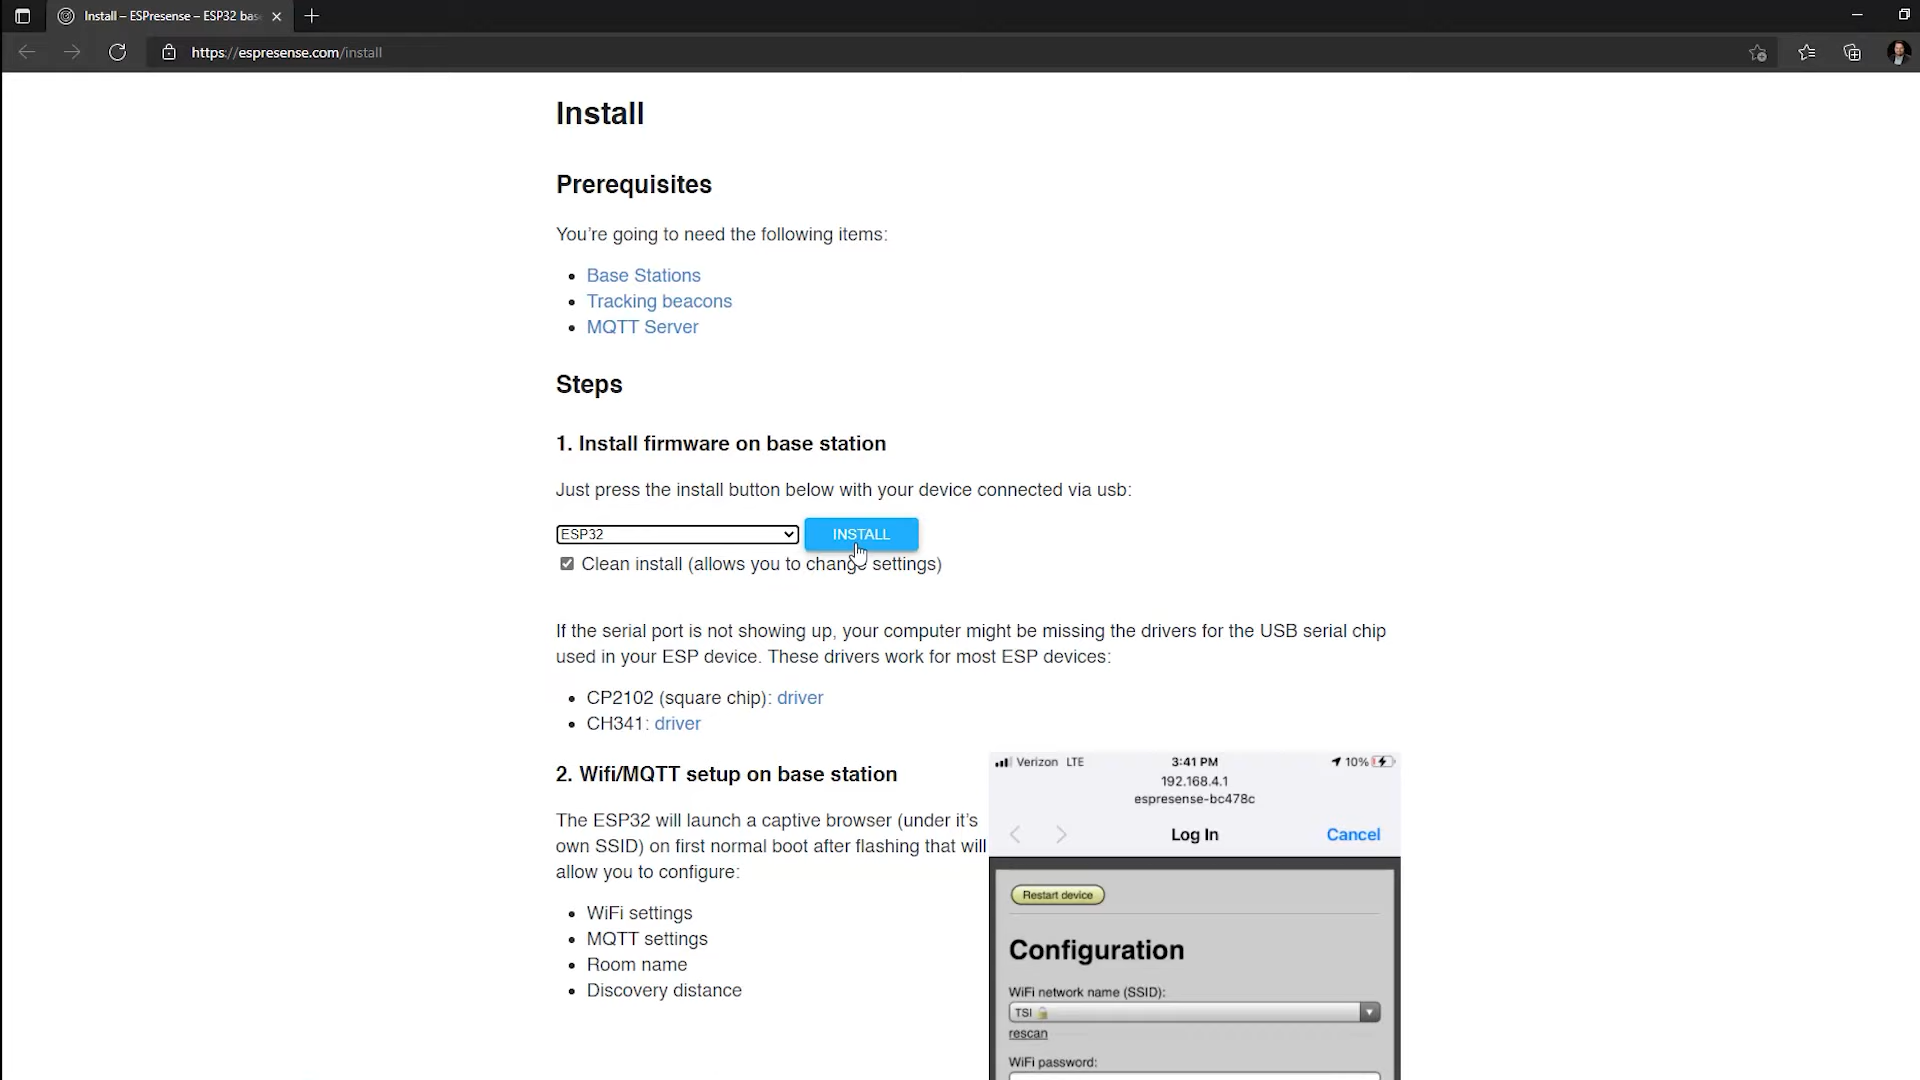 Install – ESPresense – ESP32 bas
https://espresense.com/install
Install
Prerequisites
You're going to need the following items:
Base Stations
Tracking beacons
MQTT Server
Steps
1. Install firmware on base station
Just press the install button below with your device connected via usb:
ESP32
INSTALL
Clean install (allows you to change settings)
If the serial port is not showing up, your computer might be missing the drivers for the USB serial chip
used in your ESP device. These drivers work for most ESP devices:
CP2102 (square chip): driver
CH341: driver
2. Wifi/MQTT setup on base station
The ESP32 will launch a captive browser (under it's
own SSID) on first normal boot after flashing that will
allow you to configure:
WiFi settings
MQTT settings
Room name
Discovery distance
Verizon LTE 3:41 PM 10%
192.168.4.1
espresense-bc478c
Log In Cancel
Restart device
Configuration
WiFi network name (SSID):
TSI
rescan
WiFi password: